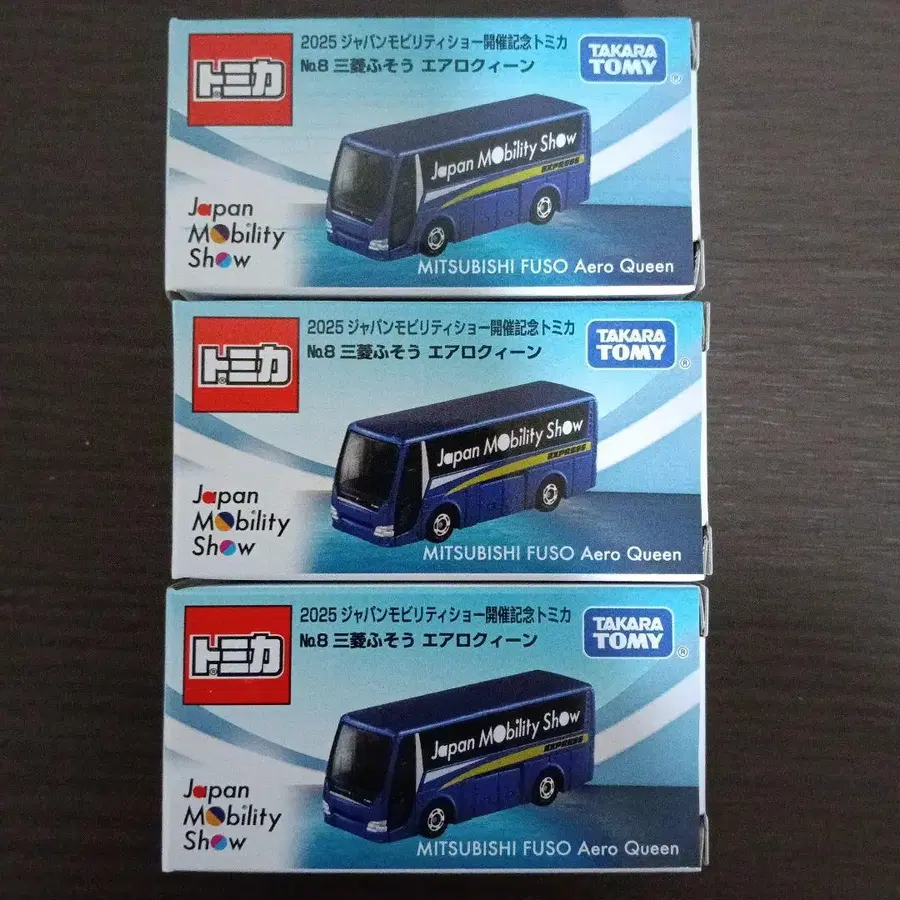 トミカ
2025 ジャパンモビリティショー開催記念トミカ
No.8 三菱ふそう エアロクィーン
TAKARA
TOMY
Japan Mobility Show
EXPRESS
Japan
Mobility
Show
MITSUBISHI FUSO Aero Queen
トミカ
2025 ジャパンモビリティショー開催記念トミカ
No.8 三菱ふそう エアロクィーン
TAKARA
TOMY
Japan Mobility Show
EXPRESS
Japan
Mobility
Show
MITSUBISHI FUSO Aero Queen
トミカ
2025 ジャパンモビリティショー開催記念トミカ
No.8 三菱ふそう エアロクィーン
TAKARA
TOMY
Japan Mobility Show
EXPRESS
Japan
Mobility
Show
MITSUBISHI FUSO Aero Queen